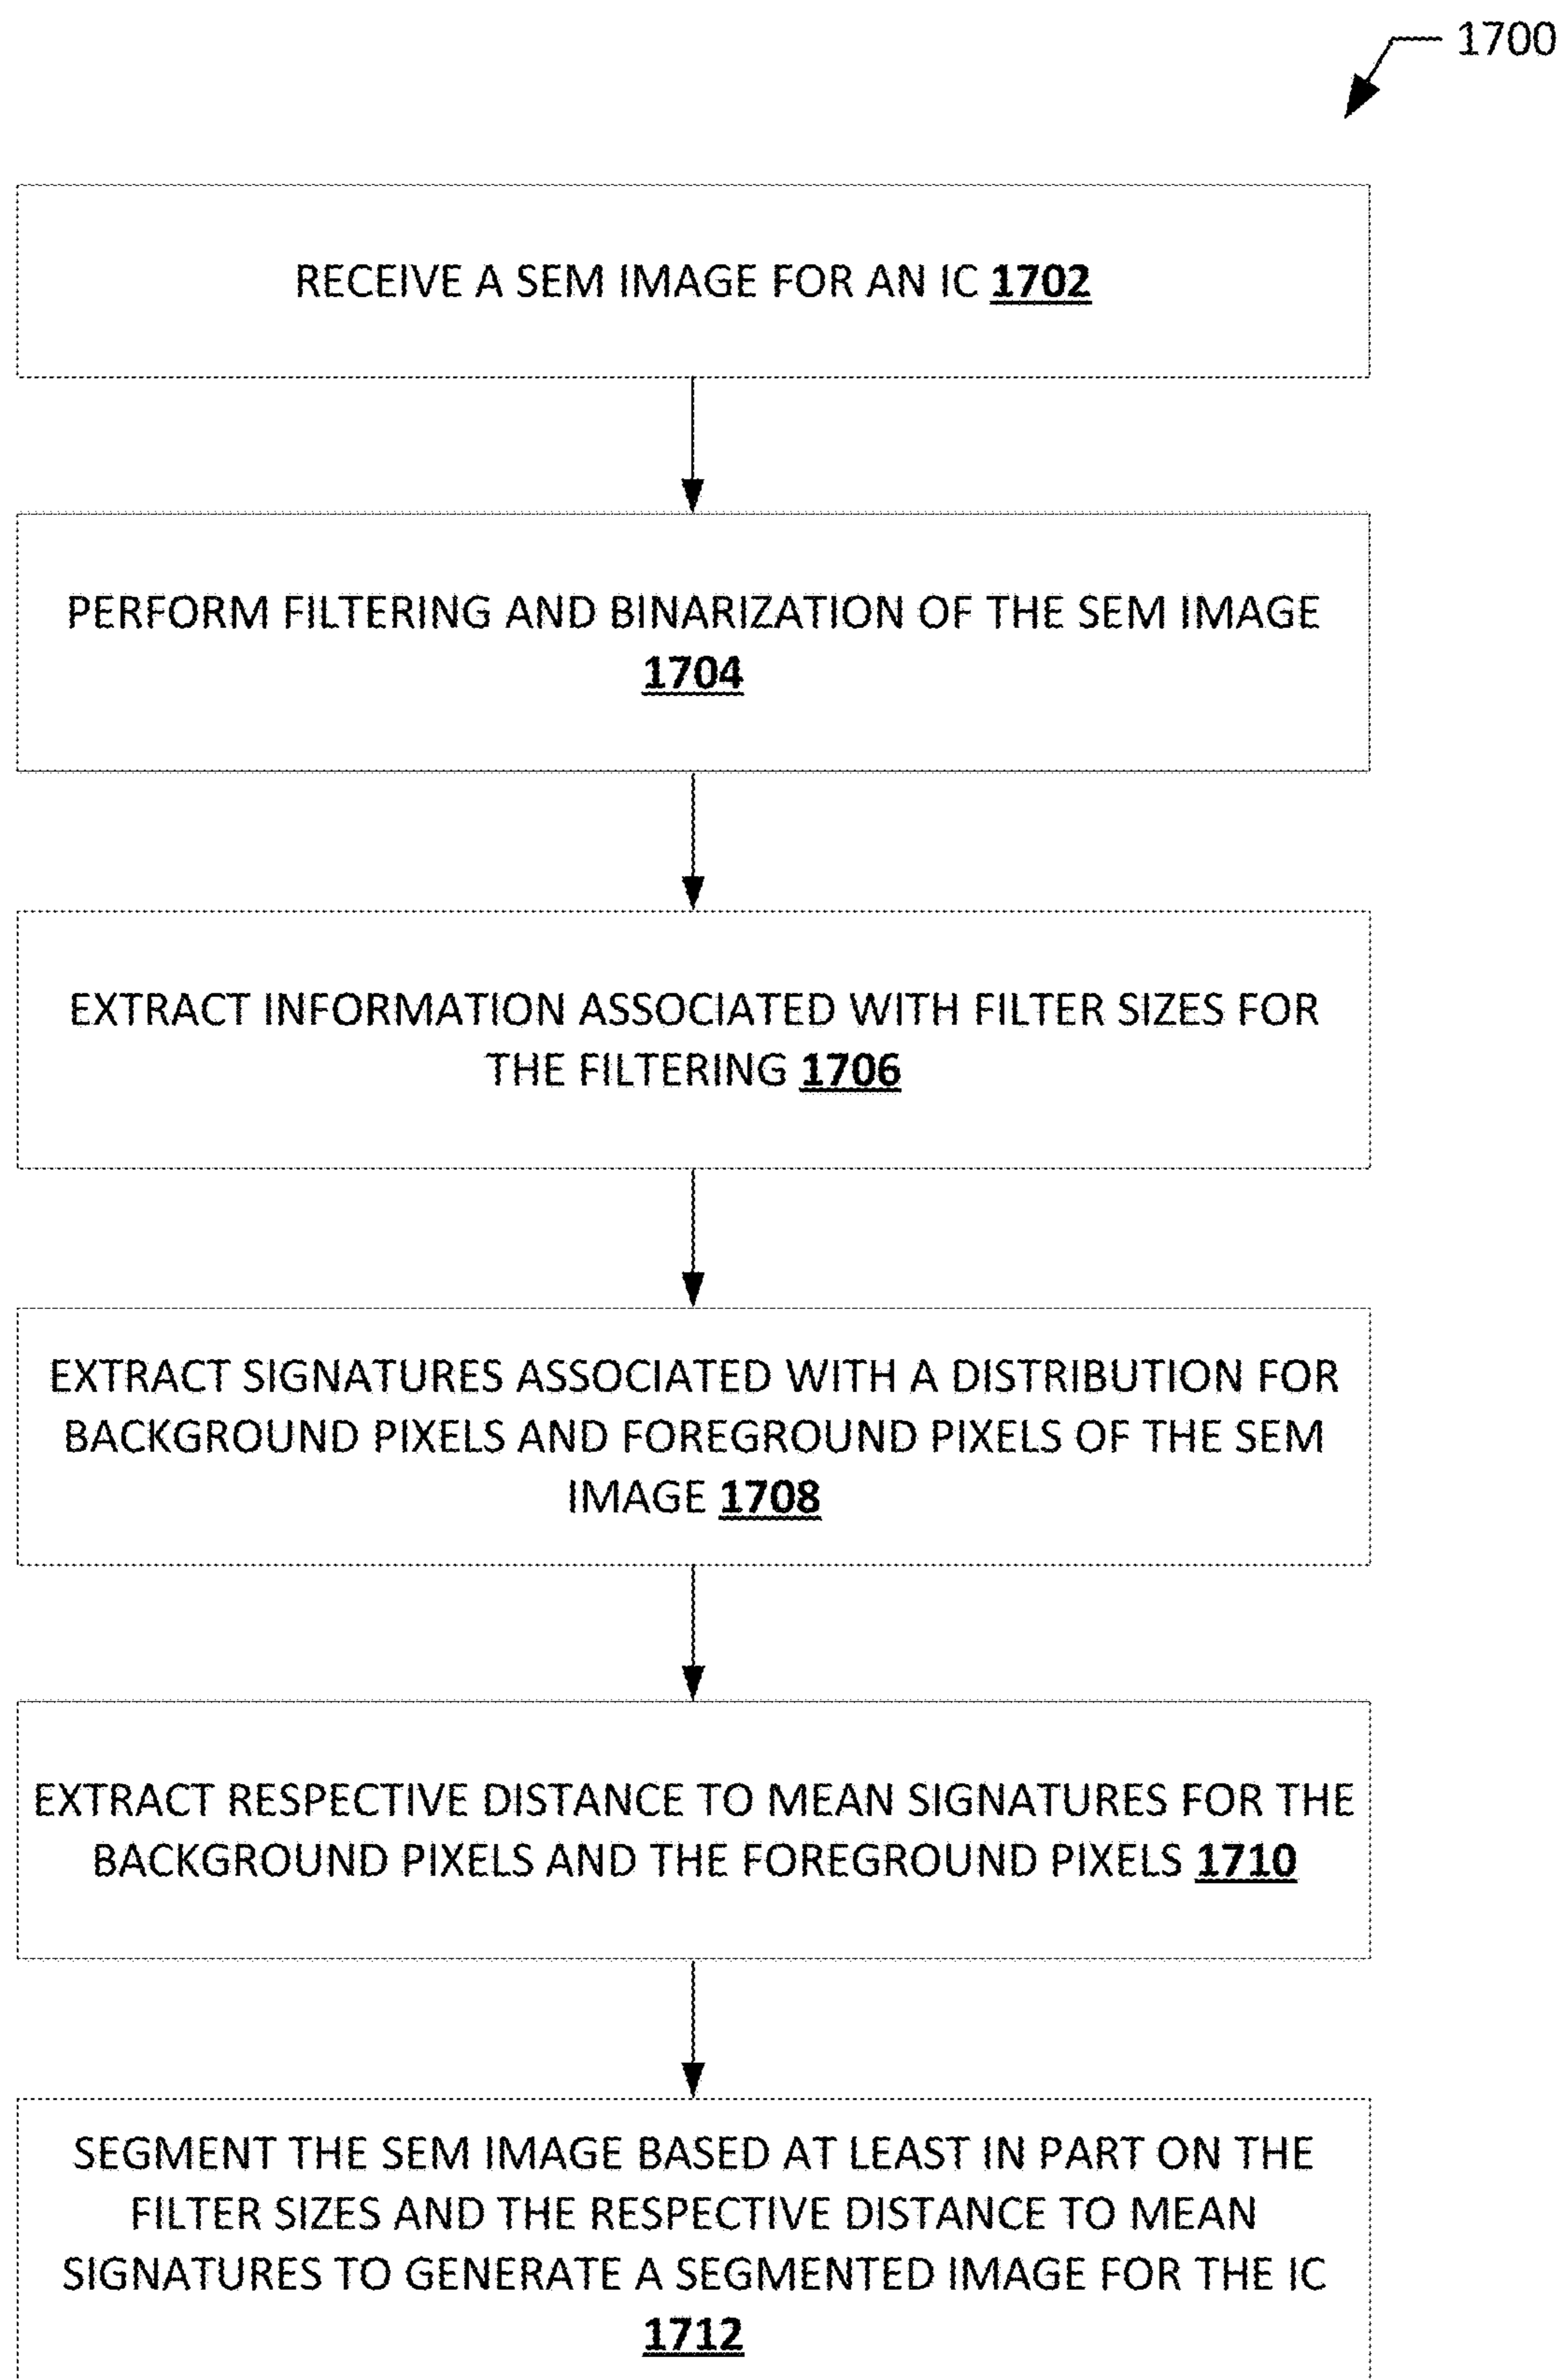 1700
RECEIVE A SEM IMAGE FOR AN IC 1702
PERFORM FILTERING AND BINARIZATION OF THE SEM IMAGE
1704
EXTRACT INFORMATION ASSOCIATED WITH FILTER SIZES FOR
THE FILTERING 1706
EXTRACT SIGNATURES ASSOCIATED WITH A DISTRIBUTION FOR
BACKGROUND PIXELS AND FOREGROUND PIXELS OF THE SEM
IMAGE 1708
EXTRACT RESPECTIVE DISTANCE TO MEAN SIGNATURES FOR THE
BACKGROUND PIXELS AND THE FOREGROUND PIXELS 1710
SEGMENT THE SEM IMAGE BASED AT LEAST IN PART ON THE
FILTER SIZES AND THE RESPECTIVE DISTANCE TO MEAN
SIGNATURES TO GENERATE A SEGMENTED IMAGE FOR THE IC
1712